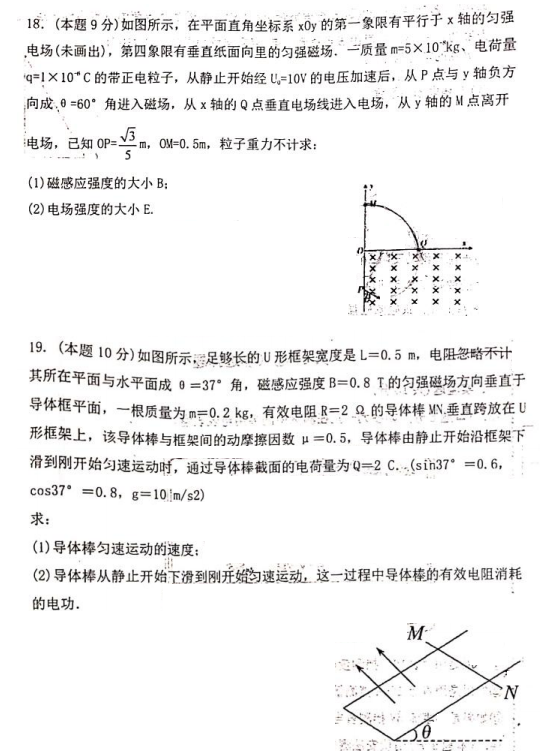 18. (本题9分)如图所示，在平面直角坐标系 xOy 的第一象限有平行于 x 轴的匀强
电场(未画出)，第四象限有垂直纸面向里的匀强磁场. 一质量 m=5×10 kg、电荷量
q=1×10 C 的带正电粒子，从静止开始经 U₀=10V 的电压加速后，从 P 点与 y 轴负方
向成 θ=60° 角进入磁场，从 x 轴的 Q 点垂直电场线进入电场，从 y 轴的 M 点离开
电场，已知 OP=√3/5 m，OM=0.5m，粒子重力不计求：
(1)磁感应强度的大小 B；
(2)电场强度的大小 E.
y
M
O
Q
x
P
θ
19. (本题 10 分)如图所示，足够长的 U 形框架宽度是 L=0.5 m，电阻忽略不计
其所在平面与水平面成 θ=37° 角，磁感应强度 B=0.8 T 的匀强磁场方向垂直于
导体框平面，一根质量为 m=0.2 kg，有效电阻 R=2 Ω 的导体棒 MN 垂直跨放在 U
形框架上，该导体棒与框架间的动摩擦因数 μ=0.5，导体棒由静止开始沿框架下
滑到刚开始匀速运动时，通过导体棒截面的电荷量为 Q=2 C. (sin37° =0.6，
cos37° =0.8，g=10 m/s2)
求：
(1)导体棒匀速运动的速度；
(2)导体棒从静止开始下滑到刚开始匀速运动，这一过程中导体棒的有效电阻消耗
的电功.
M
N
θ